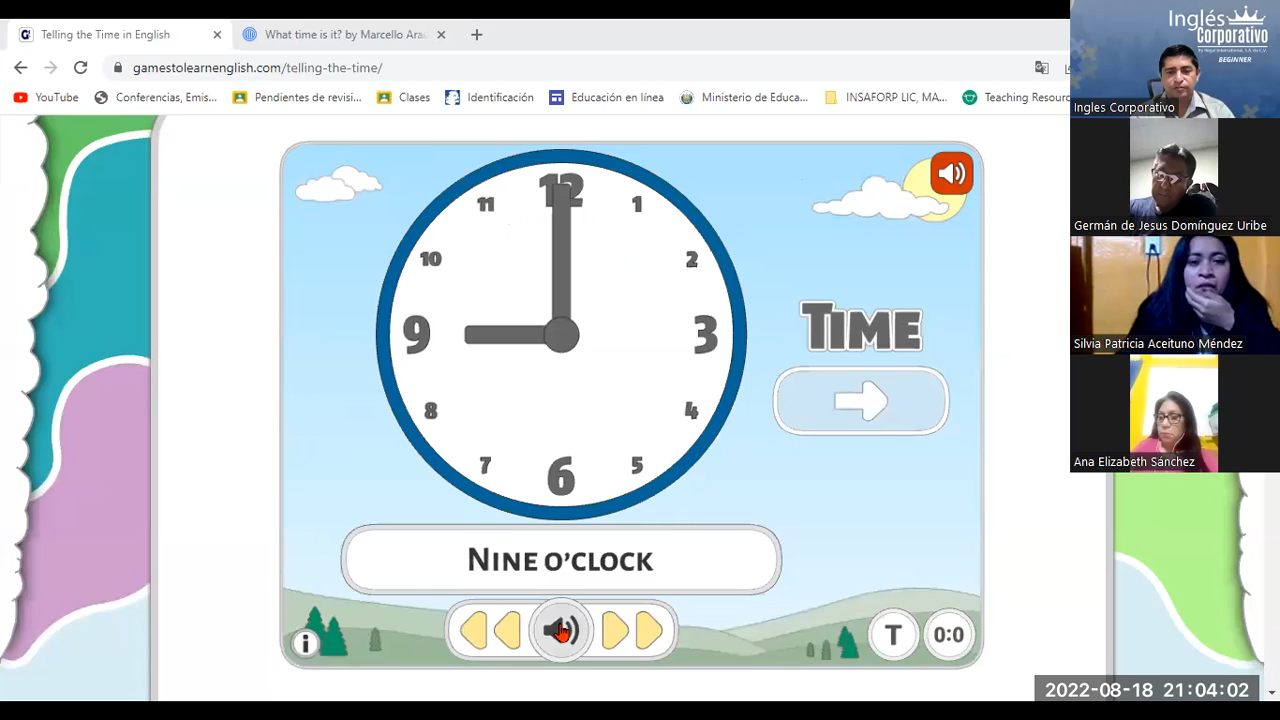 Telling the Time in English
What time is it? by Marcello Arau
gamestolearnenglish.com/telling-the-time/
YouTube
Conferencias, Emis...
Pendientes de revisi...
Clases
Identificación
Educación en línea
Ministerio de Educa...
INSAFORP LIC, MA...
Teaching Resour
12
1
2
3
4
5
6
7
8
9
10
11
TIME
NINE O'CLOCK
i
T
0:0
Inglés
Corporativo
BEGINNER
Ingles Corporativo
Germán de Jesus Domínguez Uribe
Silvia Patricia Aceituno Méndez
Ana Elizabeth Sánchez
2022-08-18 21:04:02